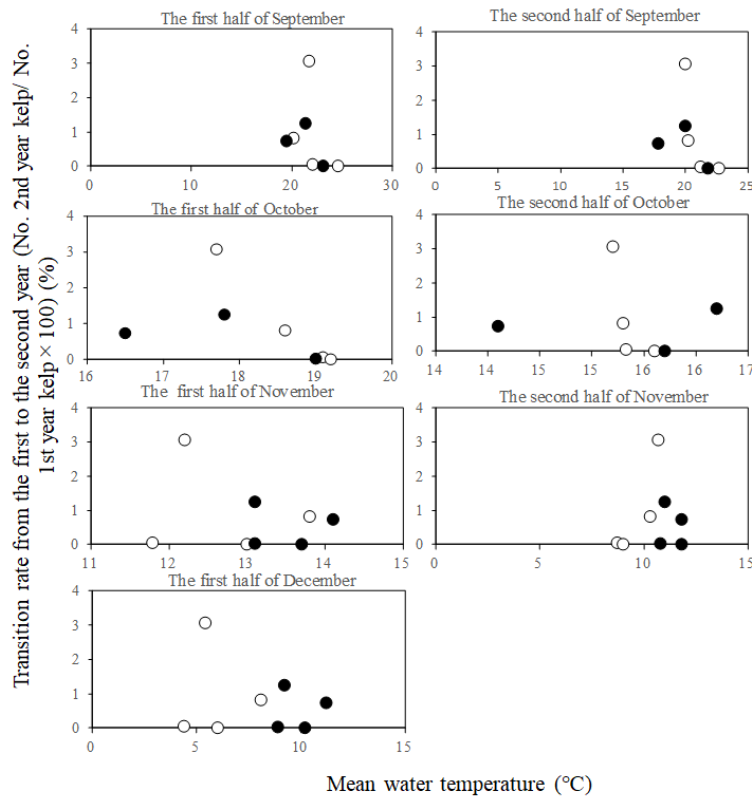 Transition rate from the first to the second year (No. 2nd year kelp/ No.
1st year kelp×100) (%)
The first half of September
4
3
2
1
0
0 10 20 30
The second half of September
4
3
2
1
0
0 5 10 15 20 25
The first half of October
4
3
2
1
0
16 17 18 19 20
The second half of October
4
3
2
1
0
14 14 15 15 16 16 17
The first half of November
4
3
2
1
0
11 12 13 14 15
The second half of November
4
3
2
1
0
0 5 10 15
The first half of December
4
3
2
1
0
0 5 10 15
Mean water temperature (℃)